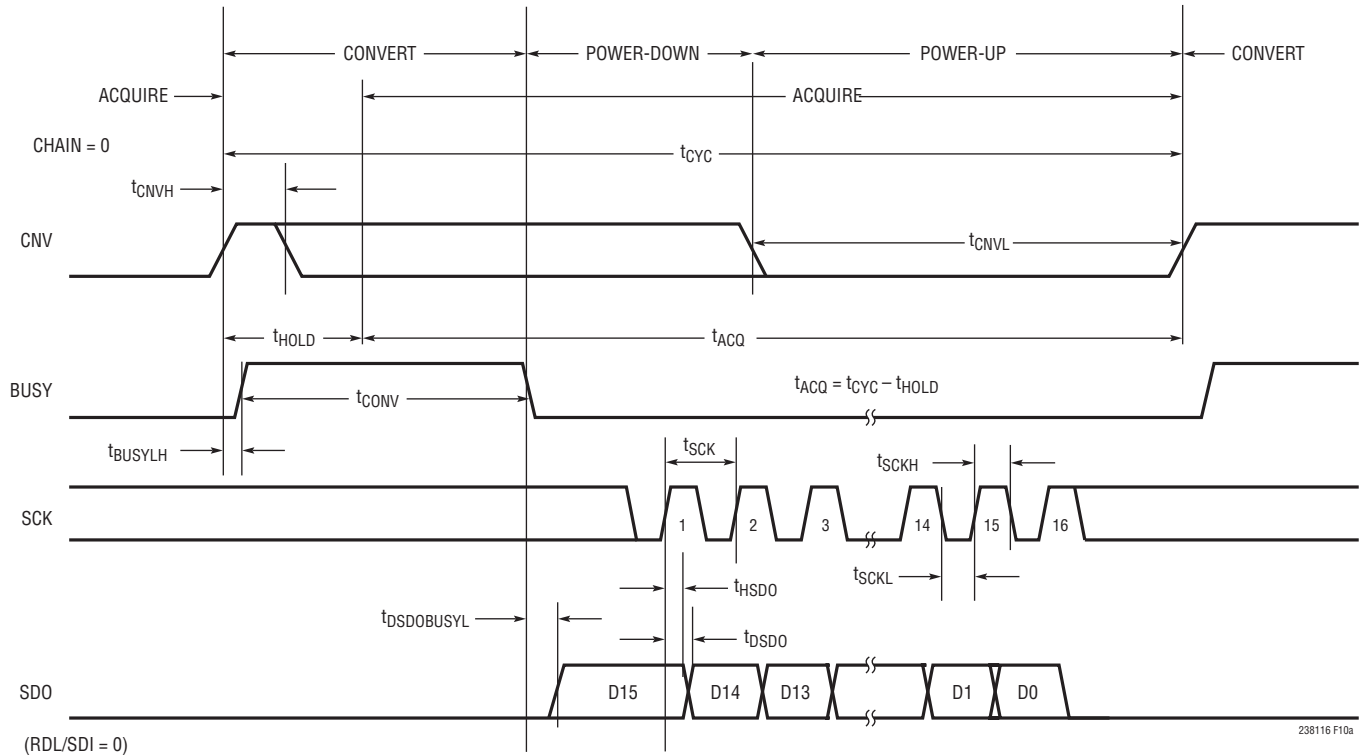 CONVERT POWER-DOWN POWER-UP CONVERT
ACQUIRE ACQUIRE
CHAIN = 0
tCYC
tCNVH
CNV
tCNVL
tHOLD tACQ
BUSY
tCONV
tACQ = tCYC – tHOLD
tBUSYLH
tSCK
tSCKH
SCK
1 2 3 14 15 16
tSCKL
tHSDO
tDSDOBUSYL
tDSDO
SDO
D15 D14 D13 D1 D0
238116 F10a
(RDL/SDI = 0)